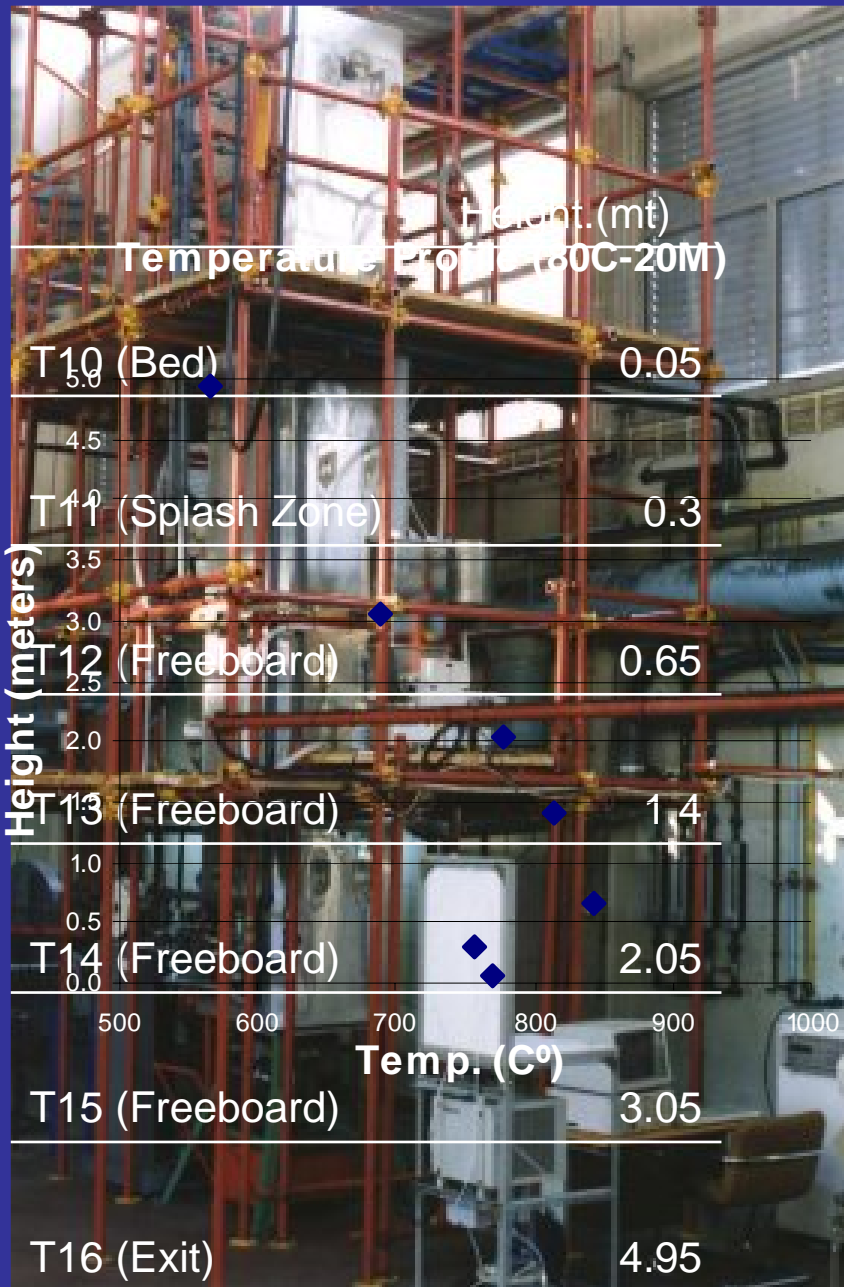 Height.(mt)
Temperature Profile (80C-20M)
T10 (Bed) 0.05
5.0
4.5
T11 (Splash Zone) 0.3
4.0
3.5
3.0
T12 (Freeboard) 0.65
2.5
2.0
T13 (Freeboard) 1.4
1.5
1.0
0.5
T14 (Freeboard) 2.05
0.0
Height (meters)
500 600 700 800 900 1000
Temp. (Cº)
T15 (Freeboard) 3.05
T16 (Exit) 4.95